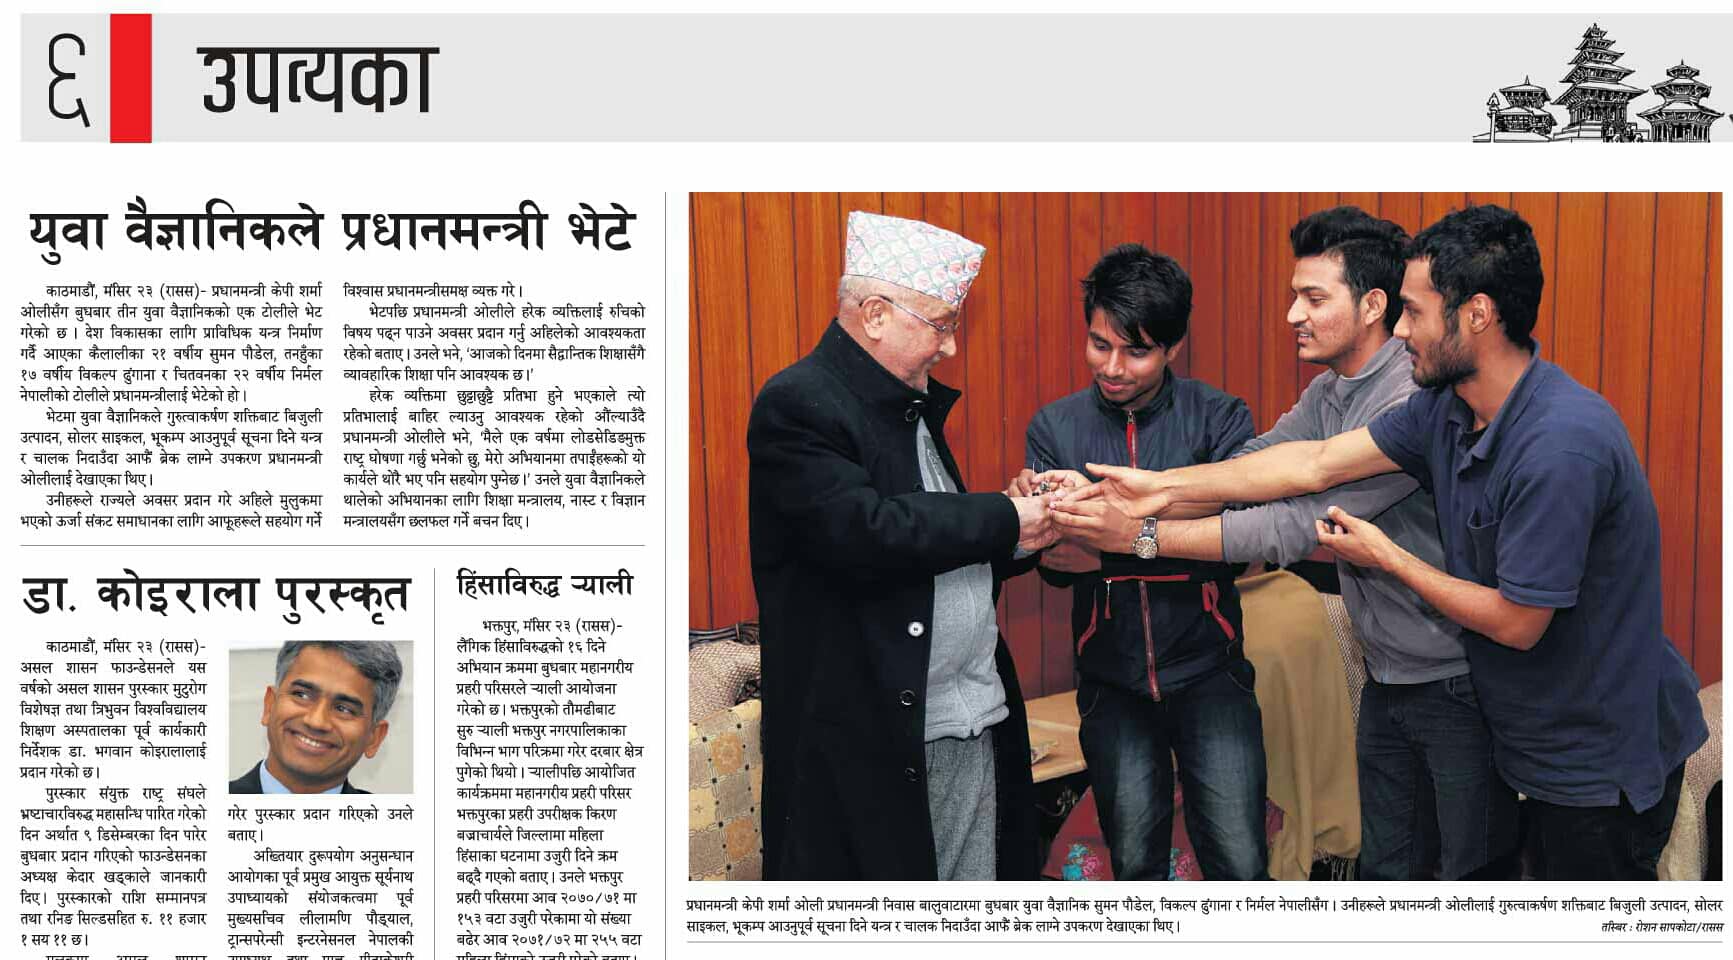 ६
उपत्यका
युवा वैज्ञानिकले प्रधानमन्त्री भेटे
काठमाडौं, मंसिर २३ (रासस)- प्रधानमन्त्री केपी शर्मा
ओलीसँग बुधबार तीन युवा वैज्ञानिकको एक टोलीले भेट
गरेको छ । देश विकासका लागि प्राविधिक यन्त्र निर्माण
गर्दै आएका कैलालीका २१ वर्षीय सुमन पौडेल, तनहुँका
१७ वर्षीय विकल्प ढुंगाना र चितवनका २२ वर्षीय निर्मल
नेपालीको टोलीले प्रधानमन्त्रीलाई भेटेको हो ।
भेटमा युवा वैज्ञानिकले गुरुत्वाकर्षण शक्तिबाट बिजुली
उत्पादन, सोलर साइकल, भूकम्प आउनुपूर्व सूचना दिने यन्त्र
र चालक निदाउँदा आफैं ब्रेक लाग्ने उपकरण प्रधानमन्त्री
ओलीलाई देखाएका थिए ।
उनीहरूले राज्यले अवसर प्रदान गरे अहिले मुलुकमा
भएको ऊर्जा संकट समाधानका लागि आफूहरूले सहयोग गर्ने
विश्वास प्रधानमन्त्रीसमक्ष व्यक्त गरे ।
भेटपछि प्रधानमन्त्री ओलीले हरेक व्यक्तिलाई रुचिको
विषय पढ्न पाउने अवसर प्रदान गर्नु अहिलेको आवश्यकता
रहेको बताए । उनले भने, 'आजको दिनमा सैद्वान्तिक शिक्षासँगै
व्यावहारिक शिक्षा पनि आवश्यक छ ।'
हरेक व्यक्तिमा छुट्टाछुट्टै प्रतिभा हुने भएकाले त्यो
प्रतिभालाई बाहिर ल्याउनु आवश्यक रहेको औंल्याउँदै
प्रधानमन्त्री ओलीले भने, 'मैले एक वर्षमा लोडसेडिङमुक्त
राष्ट्र घोषणा गर्छु भनेको छु, मेरो अभियानमा तपाईंहरूको यो
कार्यले थोरै भए पनि सहयोग पुग्नेछ ।' उनले युवा वैज्ञानिकले
थालेको अभियानका लागि शिक्षा मन्त्रालय, नास्ट र विज्ञान
मन्त्रालयसँग छलफल गर्ने बचन दिए ।
डा. कोइराला पुरस्कृत
काठमाडौं, मंसिर २३ (रासस)-
असल शासन फाउन्डेसनले यस
वर्षको असल शासन पुरस्कार मुटुरोग
विशेषज्ञ तथा त्रिभुवन विश्वविद्यालय
शिक्षण अस्पतालका पूर्व कार्यकारी
निर्देशक डा. भगवान कोइरालालाई
प्रदान गरेको छ ।
पुरस्कार संयुक्त राष्ट्र संघले
भ्रष्टाचारविरुद्ध महासन्धि पारित गरेको
दिन अर्थात ९ डिसेम्बरका दिन पारेर
बुधबार प्रदान गरिएको फाउन्डेसनका
अध्यक्ष केदार खड्काले जानकारी
दिए । पुरस्कारको राशि सम्मानपत्र
तथा रनिङ सिल्डसहित रु. ११ हजार
१ सय ११ छ ।
गरेर पुरस्कार प्रदान गरिएको उनले
बताए ।
अख्तियार दुरूपयोग अनुसन्धान
आयोगका पूर्व प्रमुख आयुक्त सूर्यनाथ
उपाध्यायको संयोजकत्वमा पूर्व
मुख्यसचिव लीलामणि पौड्याल,
ट्रान्सपरेन्सी इन्टरनेसनल नेपालकी
हिंसाविरुद्ध र्‍याली
भक्तपुर, मंसिर २३ (रासस)-
लैंगिक हिंसाविरुद्धको १६ दिने
अभियान क्रममा बुधबार महानगरीय
प्रहरी परिसरले र्‍याली आयोजना
गरेको छ । भक्तपुरको तौमढीबाट
सुरु र्‍याली भक्तपुर नगरपालिकाका
विभिन्न भाग परिक्रमा गरेर दरबार क्षेत्र
पुगेको थियो । र्‍यालीपछि आयोजित
कार्यक्रममा महानगरीय प्रहरी परिसर
भक्तपुरका प्रहरी उपरीक्षक किरण
बज्राचार्यले जिल्लामा महिला
हिंसाका घटनामा उजुरी दिने क्रम
बढ्दै गएको बताए । उनले भक्तपुर
प्रहरी परिसरमा आव २०७०/७१ मा
१५३ वटा उजुरी परेकामा यो संख्या
बढेर आव २०७१/७२ मा २५५ वटा
प्रधानमन्त्री केपी शर्मा ओली प्रधानमन्त्री निवास बालुवाटारमा बुधबार युवा वैज्ञानिक सुमन पौडेल, विकल्प ढुंगाना र निर्मल नेपालीसँग । उनीहरूले प्रधानमन्त्री ओलीलाई गुरुत्वाकर्षण शक्तिबाट बिजुली उत्पादन, सोलर
साइकल, भूकम्प आउनुपूर्व सूचना दिने यन्त्र र चालक निदाउँदा आफैं ब्रेक लाग्ने उपकरण देखाएका थिए ।
तस्बिर : रोशन सापकोटा/रासस